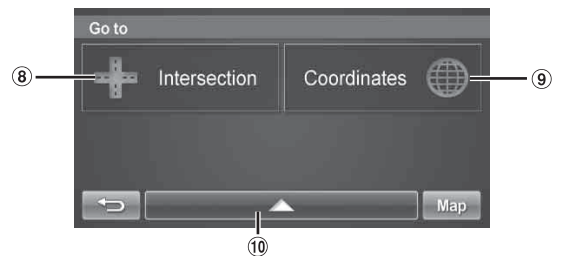 Go to
⑧ Intersection Coordinates ⑨
Map
⑩